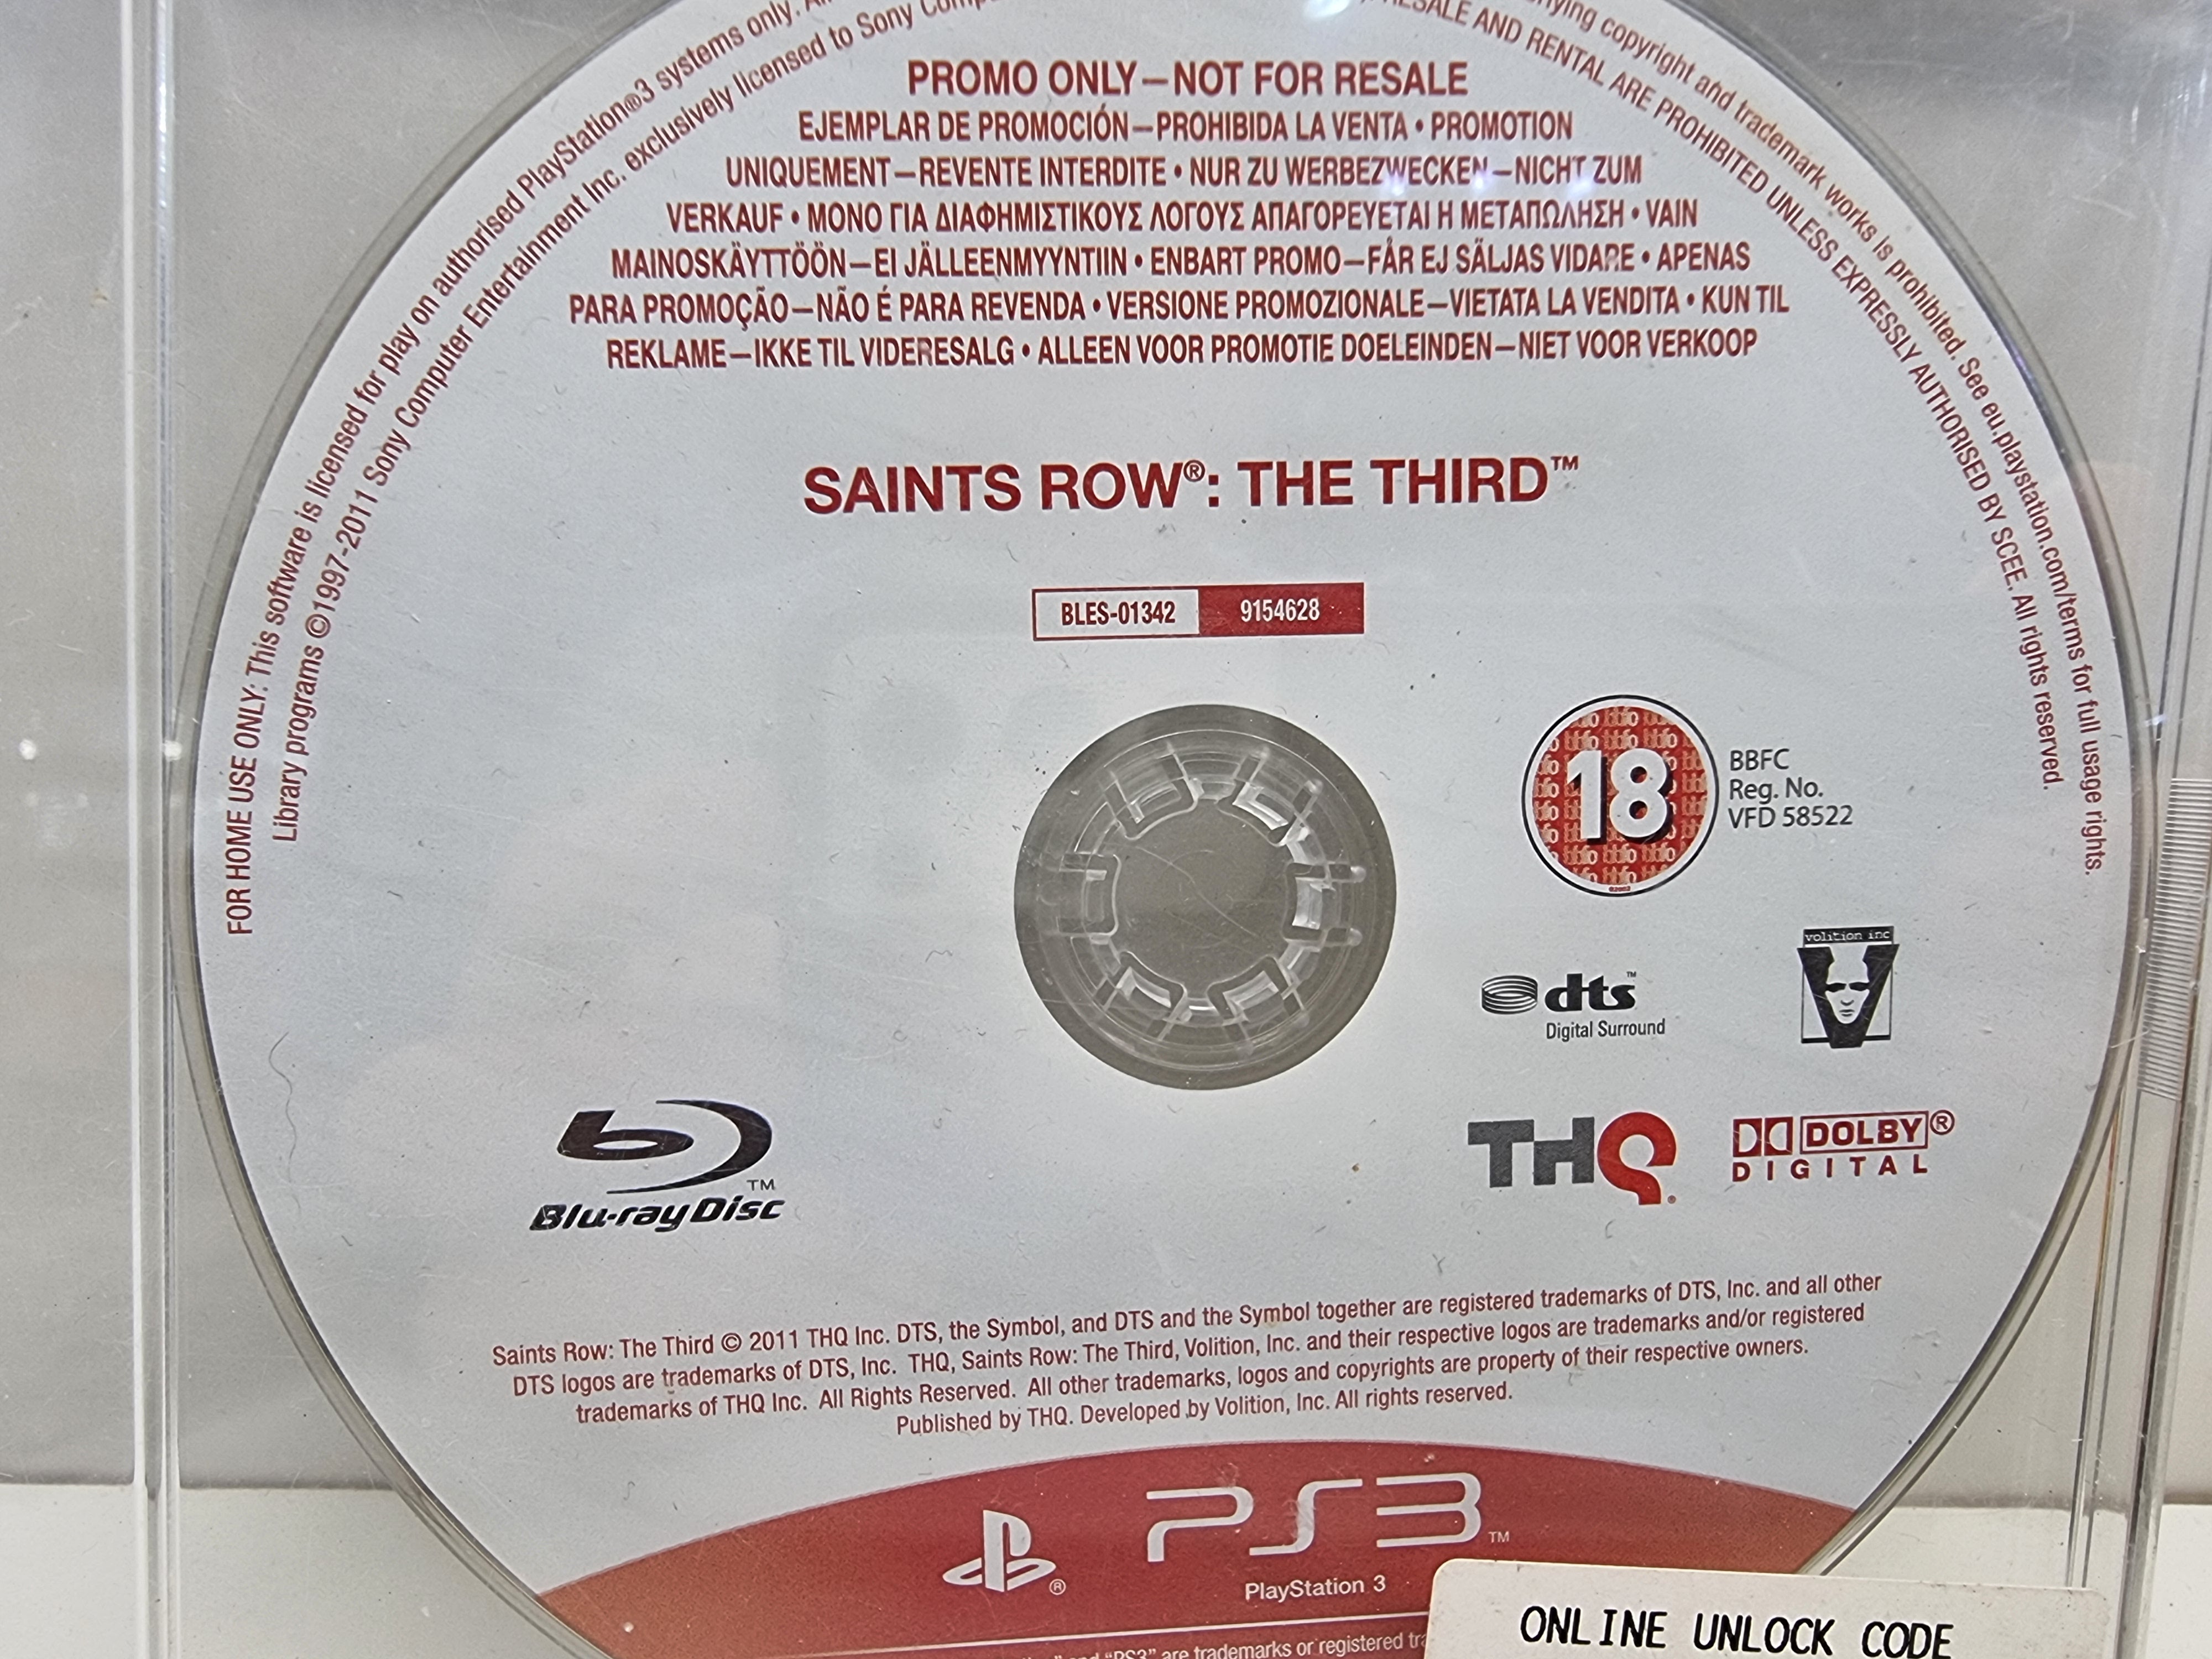 FOR HOME USE ONLY: This software is licensed for play on authorised PlayStation®3 systems only.
Library programs ©1997-2011 Sony Computer Entertainment Inc. exclusively licensed to Sony
copyright and trademark works is prohibited. See eu.playstation.com/terms for full usage rights.
AND RENTAL ARE PROHIBITED UNLESS EXPRESSLY AUTHORISED BY SCEE. All rights reserved.
PROMO ONLY—NOT FOR RESALE
EJEMPLAR DE PROMOCIÓN—PROHIBIDA LA VENTA • PROMOTION
UNIQUEMENT—REVENTE INTERDITE • NUR ZU WERBEZWECKEN—NICHT ZUM
VERKAUF • ΜΟΝΟ ΓΙΑ ΔΙΑΦΗΜΙΣΤΙΚΟΥΣ ΛΟΓΟΥΣ ΑΠΑΓΟΡΕΥΕΤΑΙ Η ΜΕΤΑΠΩΛΗΣΗ • VAIN
MAINOSKÄYTTÖÖN—EI JÄLLEENMYYNTIIN • ENBART PROMO—FÅR EJ SÄLJAS VIDARE • APENAS
PARA PROMOÇÃO—NÃO É PARA REVENDA • VERSIONE PROMOZIONALE—VIETATA LA VENDITA • KUN TIL
REKLAME—IKKE TIL VIDERESALG • ALLEEN VOOR PROMOTIE DOELEINDEN—NIET VOOR VERKOOP
SAINTS ROW®: THE THIRD™
BLES-01342 9154628
18
BBFC
Reg. No.
VFD 58522
volition inc
dts™
Digital Surround
THQ®
DOLBY®
DIGITAL
Blu-ray Disc™
Saints Row: The Third © 2011 THQ Inc. DTS, the Symbol, and DTS and the Symbol together are registered trademarks of DTS, Inc. and all other
DTS logos are trademarks of DTS, Inc. THQ, Saints Row: The Third, Volition, Inc. and their respective logos are trademarks and/or registered
trademarks of THQ Inc. All Rights Reserved. All other trademarks, logos and copyrights are property of their respective owners.
Published by THQ. Developed by Volition, Inc. All rights reserved.
PS3™
PlayStation 3
and "PS3" are trademarks or registered
ONLINE UNLOCK CODE